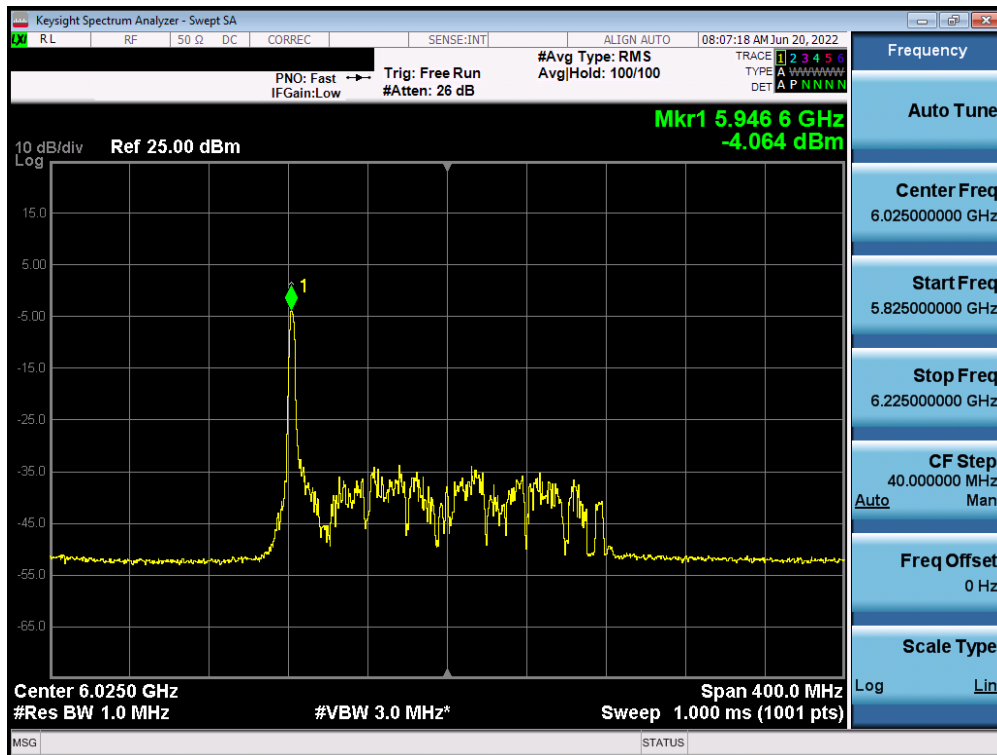 Keysight Spectrum Analyzer - Swept SA
LXI RL RF 50 Ω DC CORREC SENSE:INT ALIGN AUTO 08:07:18 AM Jun 20, 2022
#Avg Type: RMS TRACE 1 2 3 4 5 6
PNO: Fast Trig: Free Run Avg|Hold: 100/100 TYPE A WWWWW
IFGain:Low #Atten: 26 dB DET A P N N N N
Mkr1 5.946 6 GHz
-4.064 dBm
10 dB/div Ref 25.00 dBm
Log
15.0
5.00
1
-5.00
-15.0
-25.0
-35.0
-45.0
-55.0
-65.0
Center 6.0250 GHz Span 400.0 MHz
#Res BW 1.0 MHz #VBW 3.0 MHz* Sweep 1.000 ms (1001 pts)
MSG STATUS
Frequency
Auto Tune
Center Freq
6.025000000 GHz
Start Freq
5.825000000 GHz
Stop Freq
6.225000000 GHz
CF Step
40.000000 MHz
Auto Man
Freq Offset
0 Hz
Scale Type
Log Lin